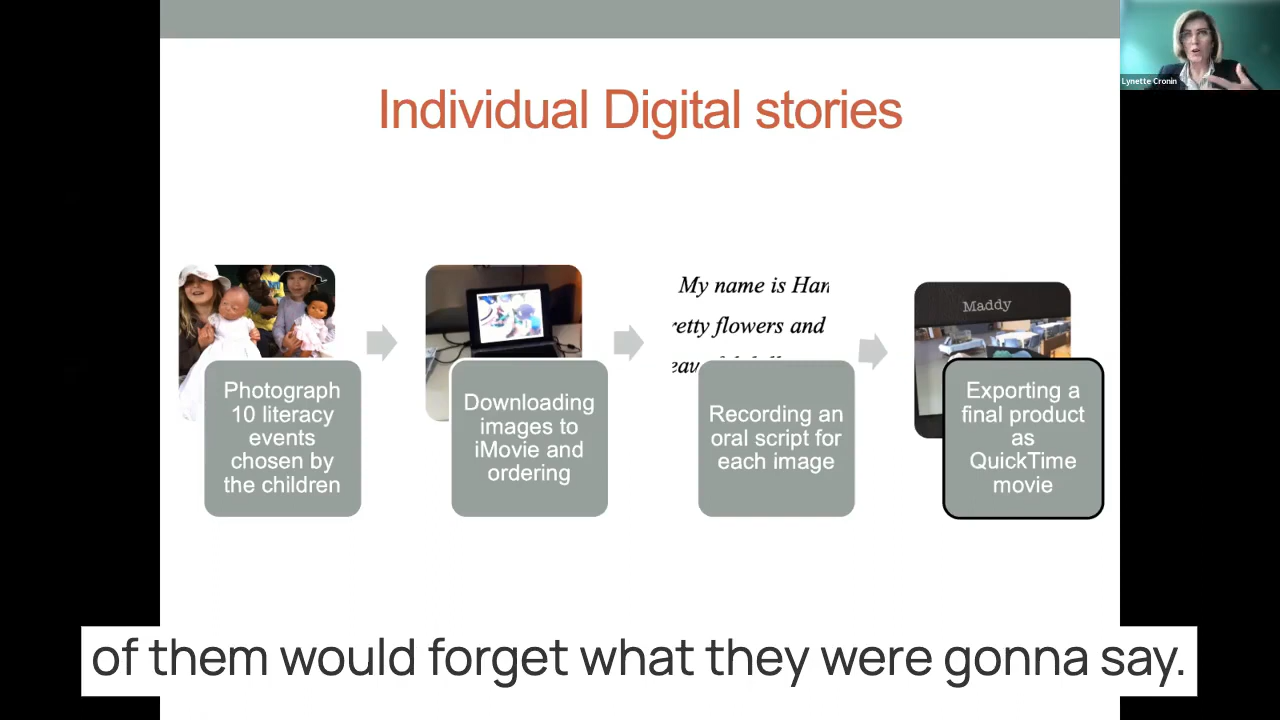 Lynette Cronin
Individual Digital stories
My name is Han
retty flowers and
Maddy
Photograph
10 literacy
events
chosen by
the children
Downloading
images to
iMovie and
ordering
Recording an
oral script for
each image
Exporting a
final product
as
QuickTime
movie
of them would forget what they were gonna say.